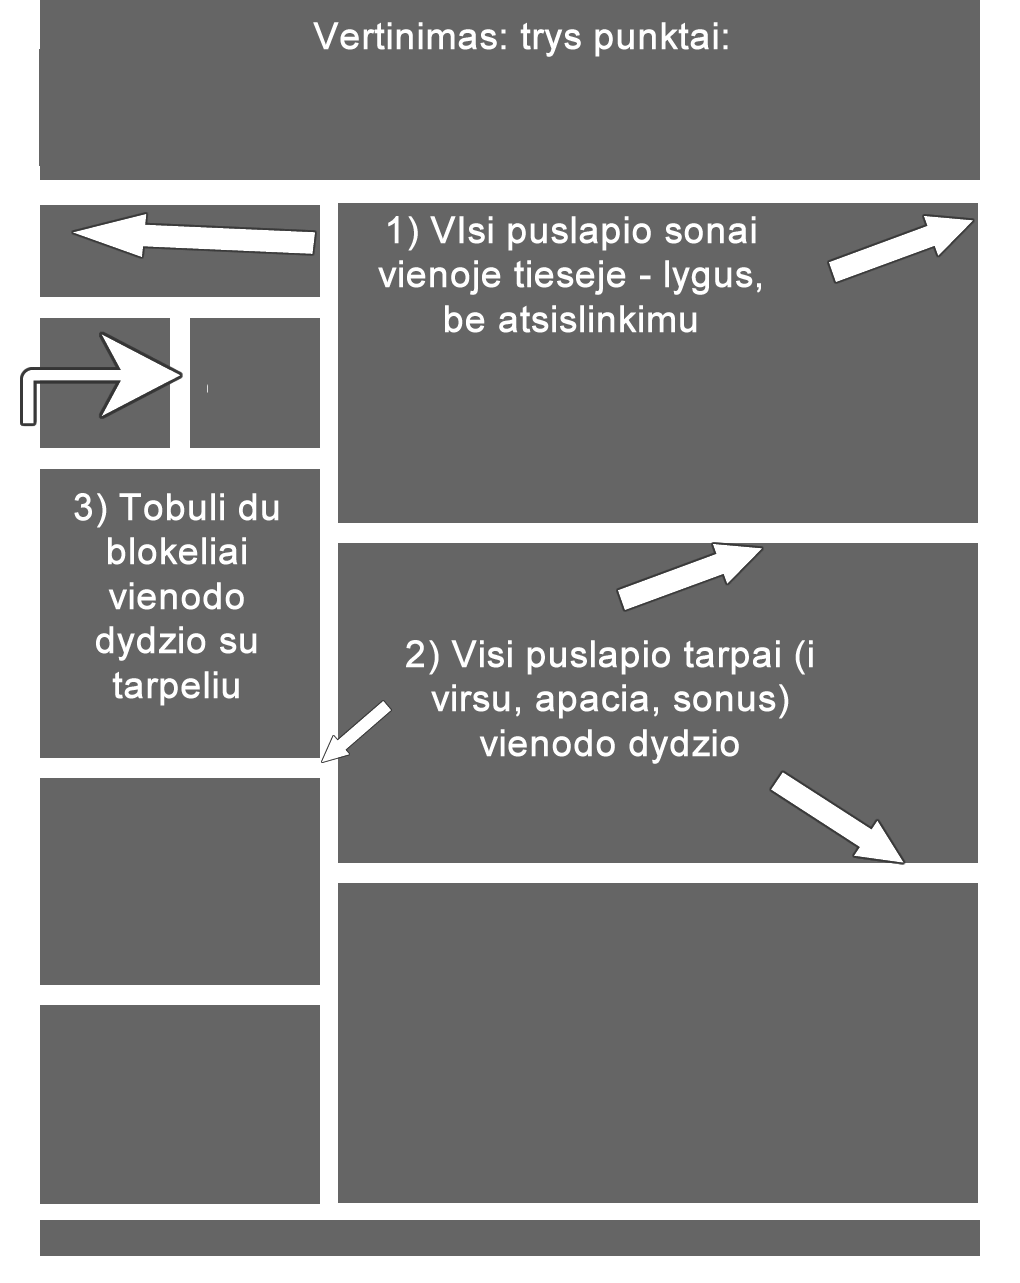 Vertinimas: trys punktai:
1) VIsi puslapio sonai
vienoje tieseje - lygus,
be atsislinkimu
3) Tobuli du
blokeliai
vienodo
dydzio su
tarpeliu
2) Visi puslapio tarpai (i
virsu, apacia, sonus)
vienodo dydzio